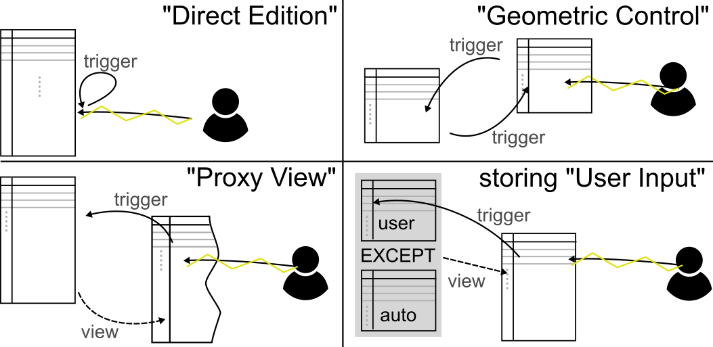 "Direct Edition"
trigger
"Geometric Control"
trigger
trigger
"Proxy View"
trigger
view
storing "User Input"
trigger
user
EXCEPT
view
auto